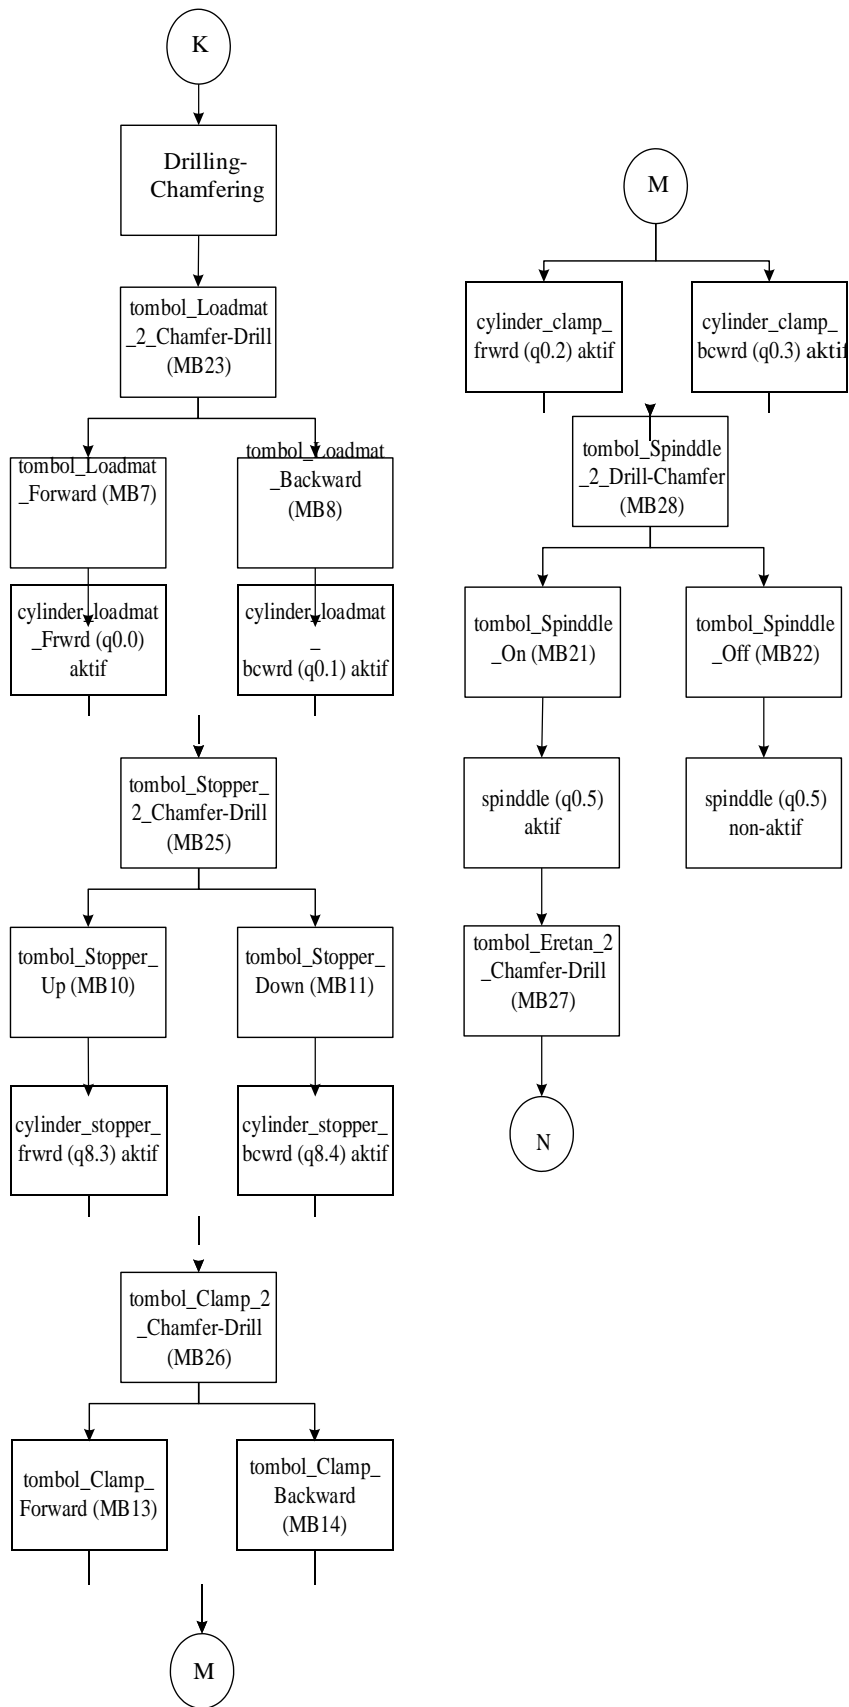 K
Drilling-
Chamfering
tombol_Loadmat
_2_Chamfer-Drill
(MB23)
tombol_Loadmat
_Forward (MB7)
tombol_Loadmat
_Backward
(MB8)
cylinder_loadmat
_Frwrd (q0.0)
aktif
cylinder_loadmat
_
bcwrd (q0.1) aktif
tombol_Stopper_
2_Chamfer-Drill
(MB25)
tombol_Stopper_
Up (MB10)
tombol_Stopper_
Down (MB11)
cylinder_stopper_
frwrd (q8.3) aktif
cylinder_stopper_
bcwrd (q8.4) aktif
tombol_Clamp_2
_Chamfer-Drill
(MB26)
tombol_Clamp_
Forward (MB13)
tombol_Clamp_
Backward
(MB14)
M
M
cylinder_clamp_
frwrd (q0.2) aktif
cylinder_clamp_
bcwrd (q0.3) aktif
tombol_Spinddle
_2_Drill-Chamfer
(MB28)
tombol_Spinddle
_On (MB21)
tombol_Spinddle
_Off (MB22)
spinddle (q0.5)
aktif
spinddle (q0.5)
non-aktif
tombol_Eretan_2
_Chamfer-Drill
(MB27)
N